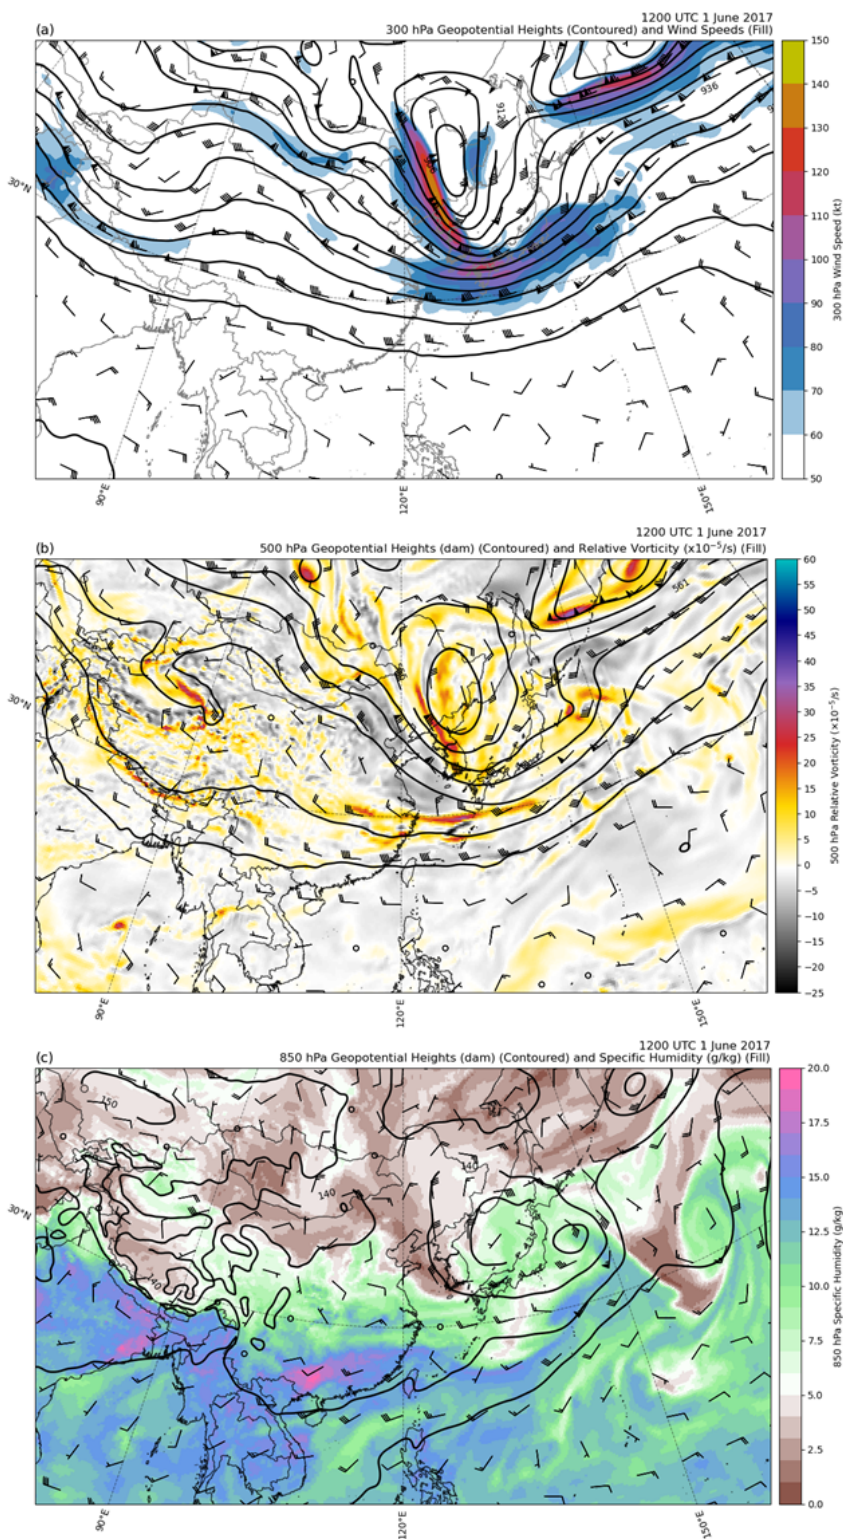 (a)
1200 UTC 1 June 2017
300 hPa Geopotential Heights (Contoured) and Wind Speeds (Fill)
150
140
130
120
110
100
90
80
70
60
50
300 hPa Wind Speed (kt)
936
912
30°N
90°E
120°E
150°E
(b)
1200 UTC 1 June 2017
500 hPa Geopotential Heights (dam) (Contoured) and Relative Vorticity (x10⁻⁵/s) (Fill)
60
55
50
45
40
35
30
25
20
15
10
5
0
−5
−10
−15
−20
−25
500 hPa Relative Vorticity (×10⁻⁵/s)
561
30°N
90°E
120°E
150°E
(c)
1200 UTC 1 June 2017
850 hPa Geopotential Heights (dam) (Contoured) and Specific Humidity (g/kg) (Fill)
20.0
17.5
15.0
12.5
10.0
7.5
5.0
2.5
0.0
850 hPa Specific Humidity (g/kg)
150
140
140
140
30°N
90°E
120°E
150°E